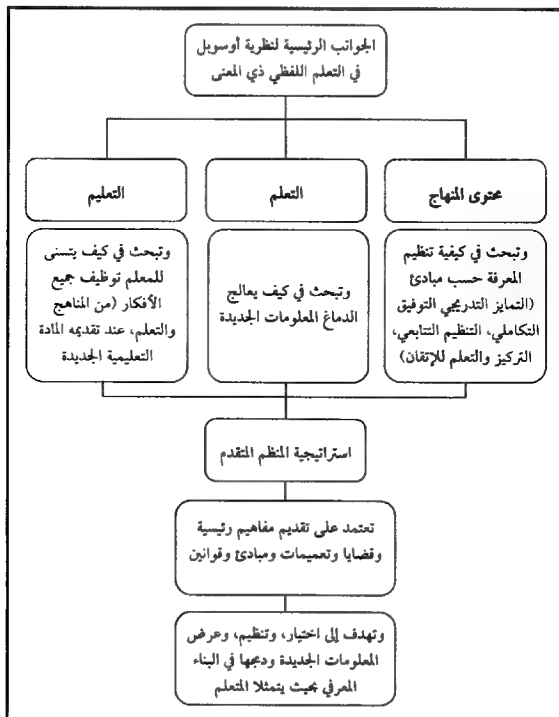 الجوانب الرئيسية لنظرية أوسوبل
في التعلم اللفظي ذي المعنى
محتوى المنهاج
التعلم
التعليم
وتبحث في كيفية تنظيم
المعرفة حسب مبادئ
(التمايز التدريجي التوفيق
التكاملي، التنظيم التتابعي،
التركيز والتعلم للإتقان)
وتبحث في كيف يعالج
الدماغ المعلومات الجديدة
وتبحث في كيف يتسنى
للمعلم توظيف جميع
الأفكار (من المناهج
والتعلم، عند تقديمه المادة
التعليمية الجديدة
استراتيجية المنظم المتقدم
تعتمد على تقديم مفاهيم رئيسية
وقضايا وتعميمات ومبادئ وقوانين
وتهدف إلى اختيار، وتنظيم، وعرض
المعلومات الجديدة ودمجها في البناء
المعرفي بحيث يتمثلا المتعلم